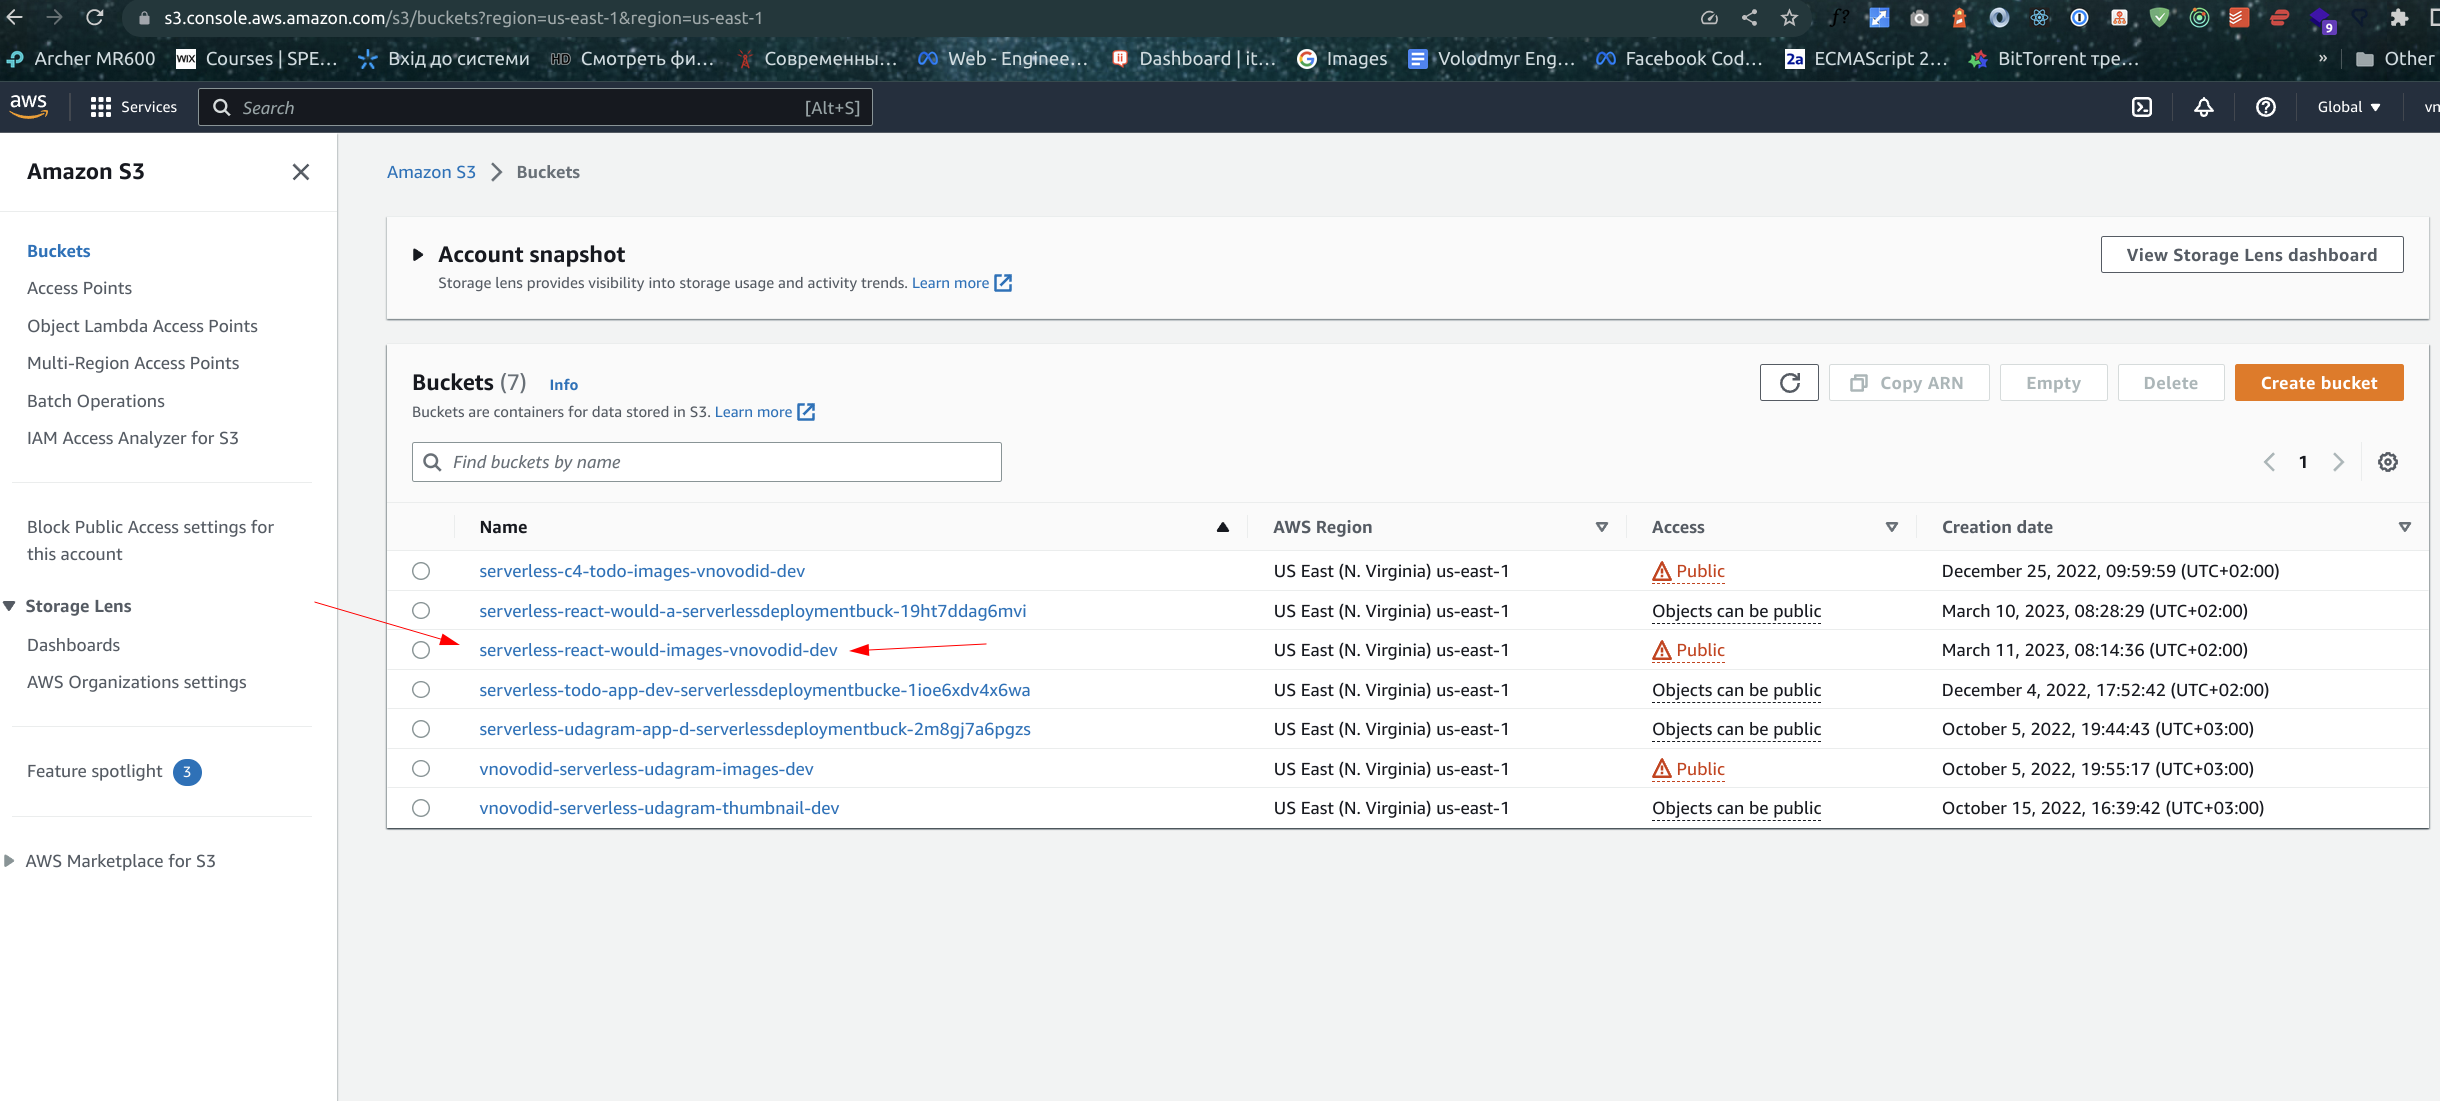 s3.console.aws.amazon.com/s3/buckets?region=us-east-1&region=us-east-1
f?
9
Archer MR600
WIX Courses | SPE...
Вхід до системи
HD Смотреть фи...
Современны...
Web - Enginee...
Dashboard | it...
G Images
Volodmyr Eng...
Facebook Cod...
2a ECMAScript 2...
BitTorrent тре...
»
Other
aws
Services
Search
[Alt+S]
Global
vn
Amazon S3
Buckets
Access Points
Object Lambda Access Points
Multi-Region Access Points
Batch Operations
IAM Access Analyzer for S3
Block Public Access settings for
this account
Storage Lens
Dashboards
AWS Organizations settings
Feature spotlight 3
AWS Marketplace for S3
Amazon S3 > Buckets
Account snapshot
Storage lens provides visibility into storage usage and activity trends. Learn more
View Storage Lens dashboard
Buckets (7) Info
Buckets are containers for data stored in S3. Learn more
Copy ARN
Empty
Delete
Create bucket
Find buckets by name
1
Name AWS Region Access Creation date
serverless-c4-todo-images-vnovodid-dev US East (N. Virginia) us-east-1 Public December 25, 2022, 09:59:59 (UTC+02:00)
serverless-react-would-a-serverlessdeploymentbuck-19ht7ddag6mvi US East (N. Virginia) us-east-1 Objects can be public March 10, 2023, 08:28:29 (UTC+02:00)
serverless-react-would-images-vnovodid-dev US East (N. Virginia) us-east-1 Public March 11, 2023, 08:14:36 (UTC+02:00)
serverless-todo-app-dev-serverlessdeploymentbucke-1ioe6xdv4x6wa US East (N. Virginia) us-east-1 Objects can be public December 4, 2022, 17:52:42 (UTC+02:00)
serverless-udagram-app-d-serverlessdeploymentbuck-2m8gj7a6pgzs US East (N. Virginia) us-east-1 Objects can be public October 5, 2022, 19:44:43 (UTC+03:00)
vnovodid-serverless-udagram-images-dev US East (N. Virginia) us-east-1 Public October 5, 2022, 19:55:17 (UTC+03:00)
vnovodid-serverless-udagram-thumbnail-dev US East (N. Virginia) us-east-1 Objects can be public October 15, 2022, 16:39:42 (UTC+03:00)